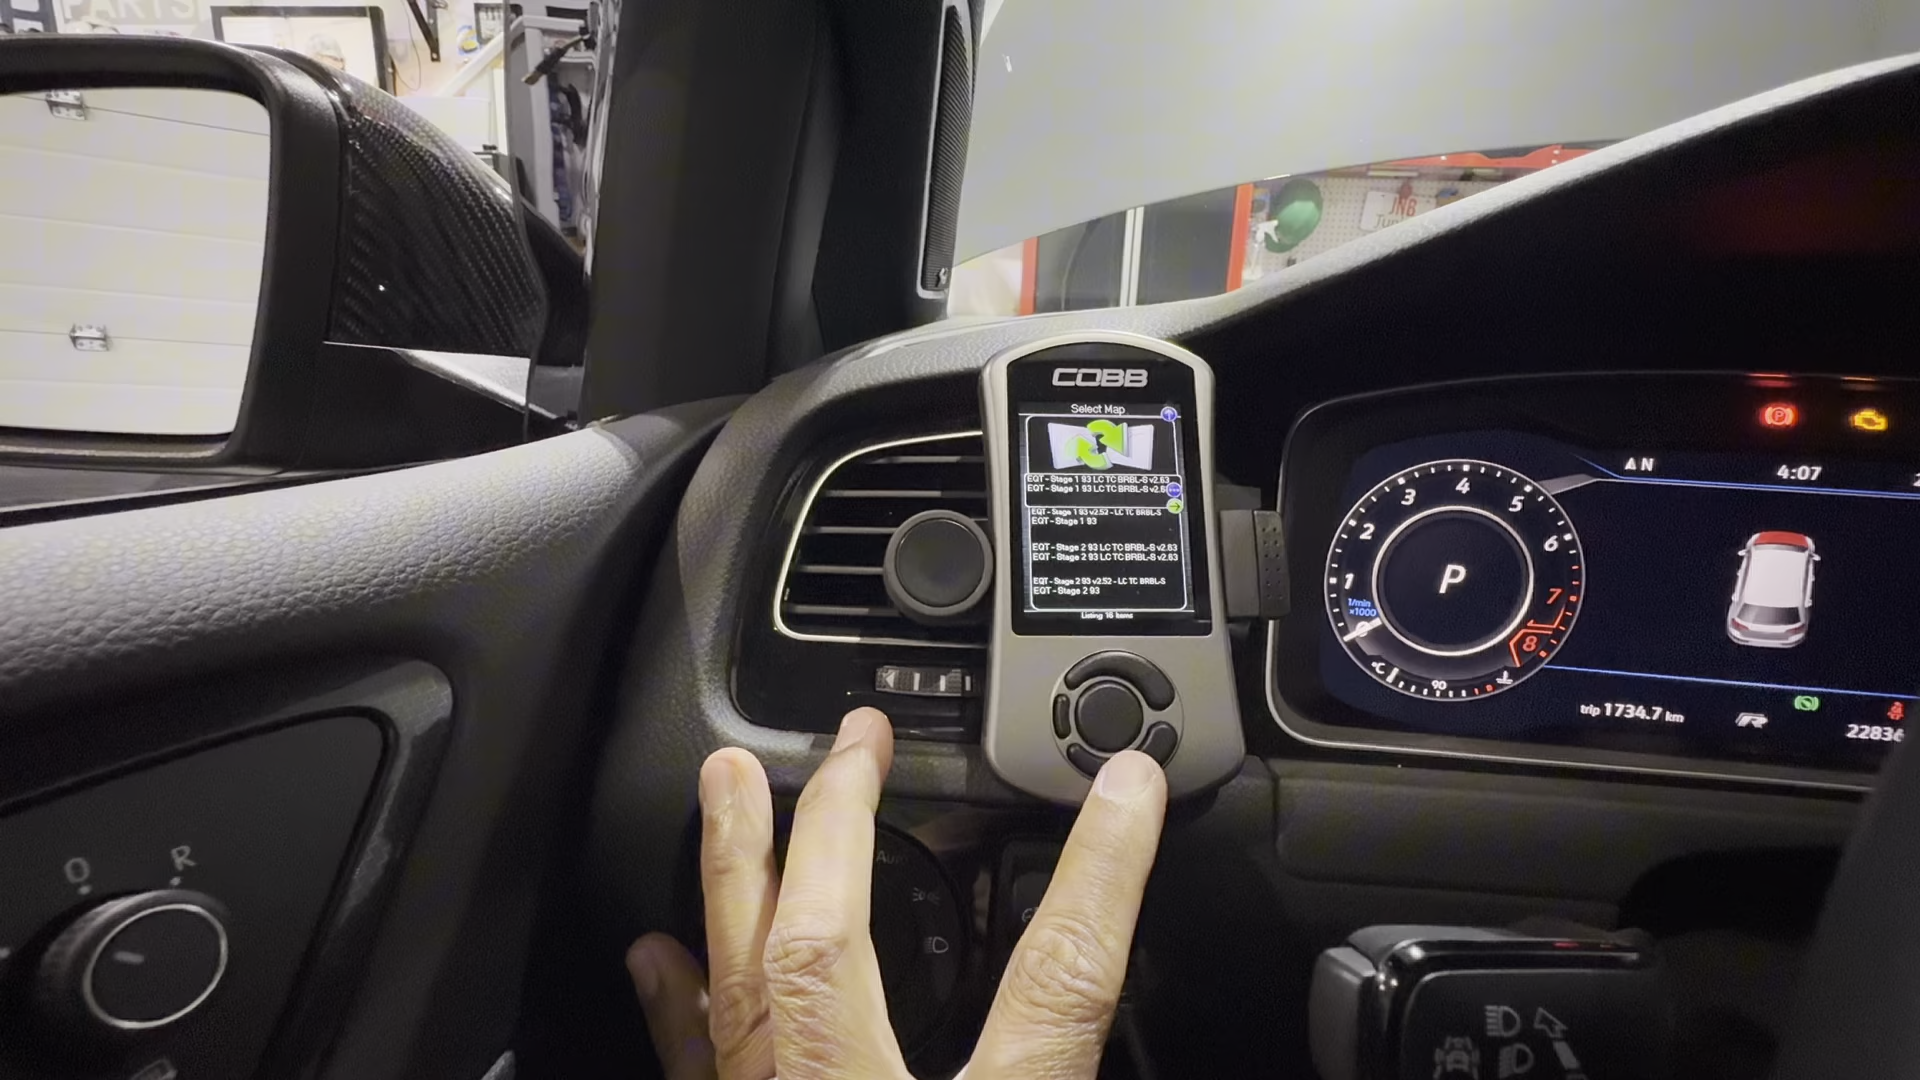 PARTS
JNB
COBB
Select Map
EQT - Stage 1 93 LC TC BRBL-S v2.63
EQT - Stage 1 93 LC TC BRBL-S v2.6
EQT - Stage 1 93 v2.52 - LC TC BRBL-S
EQT - Stage 1 93
EQT - Stage 2 93 LC TC BRBL-S v2.63
EQT - Stage 2 93 LC TC BRBL-S v2.63
EQT - Stage 2 93 v2.52 - LC TC BRBL-S
EQT - Stage 2 93
Listing 16 items
N
4:07
1 2 3 4 5 6 7 8
1/min
x1000
0
P
°C
90
trip 1734.7 km
R
22836
O
R